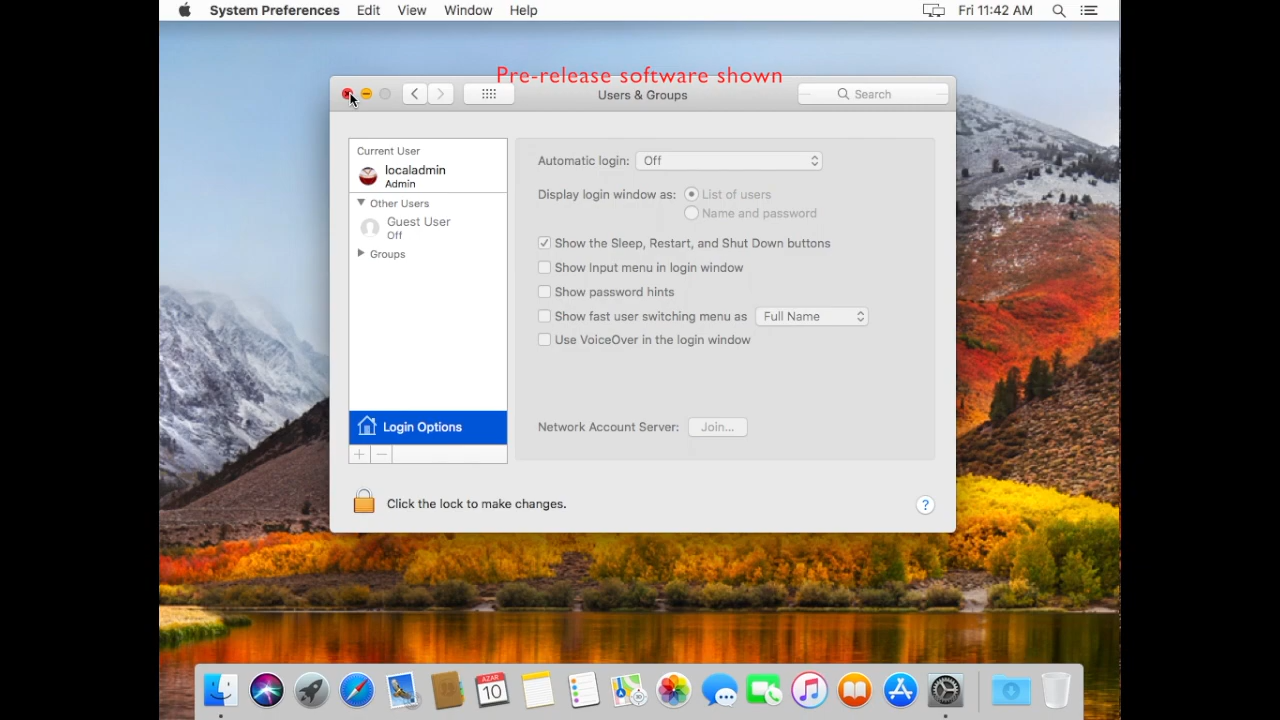 System Preferences Edit View Window Help Fri 11:42 AM
Pre-release software shown
Users & Groups
Search
Current User
localadmin
Admin
Other Users
Guest User
Off
Groups
Login Options
Automatic login: Off
Display login window as: List of users
Name and password
Show the Sleep, Restart, and Shut Down buttons
Show Input menu in login window
Show password hints
Show fast user switching menu as Full Name
Use VoiceOver in the login window
Network Account Server: Join...
Click the lock to make changes.
?
AZAR
10